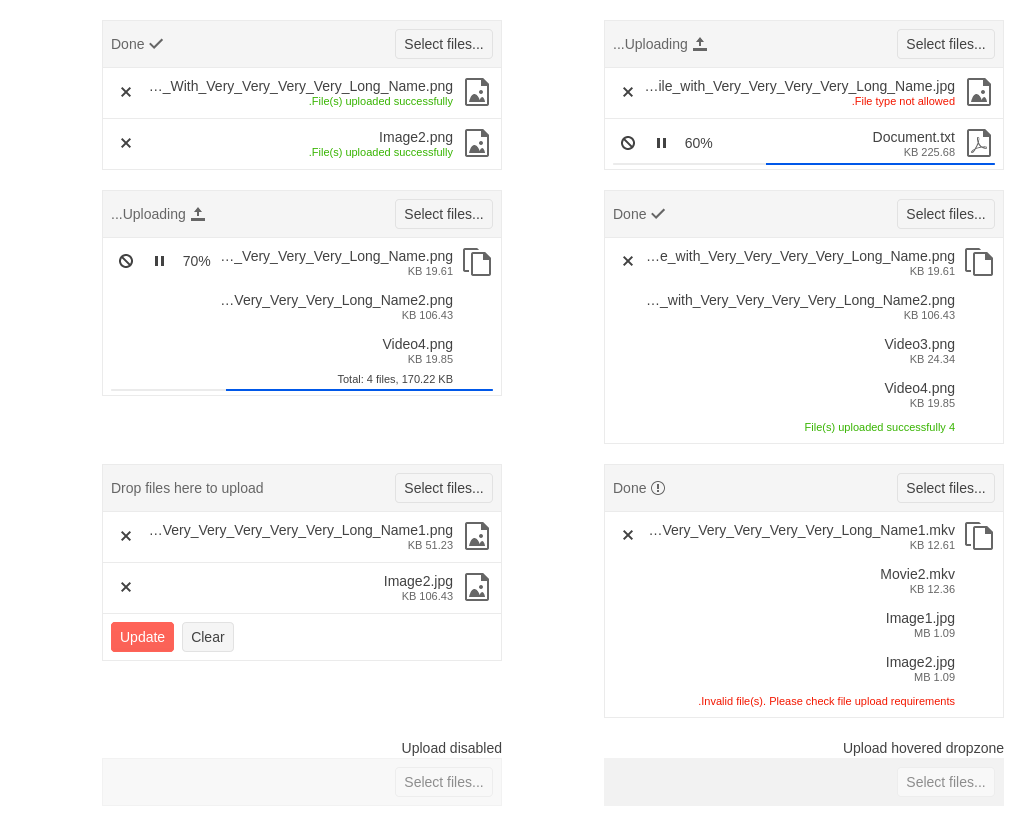 Done
Select files...
..._With_Very_Very_Very_Very_Long_Name.png
.File(s) uploaded successfully
Image2.png
.File(s) uploaded successfully
...Uploading
Select files...
...ile_with_Very_Very_Very_Very_Long_Name.jpg
.File type not allowed
60%
Document.txt
KB 225.68
...Uploading
Select files...
70%
..._Very_Very_Very_Long_Name.png
KB 19.61
...Very_Very_Very_Long_Name2.png
KB 106.43
Video4.png
KB 19.85
Total: 4 files, 170.22 KB
Done
Select files...
...e_with_Very_Very_Very_Very_Long_Name.png
KB 19.61
..._with_Very_Very_Very_Very_Long_Name2.png
KB 106.43
Video3.png
KB 24.34
Video4.png
KB 19.85
File(s) uploaded successfully 4
Drop files here to upload
Select files...
...Very_Very_Very_Very_Very_Long_Name1.png
KB 51.23
Image2.jpg
KB 106.43
Update
Clear
Done
Select files...
...Very_Very_Very_Very_Very_Long_Name1.mkv
KB 12.61
Movie2.mkv
KB 12.36
Image1.jpg
MB 1.09
Image2.jpg
MB 1.09
.Invalid file(s). Please check file upload requirements
Upload disabled
Select files...
Upload hovered dropzone
Select files...